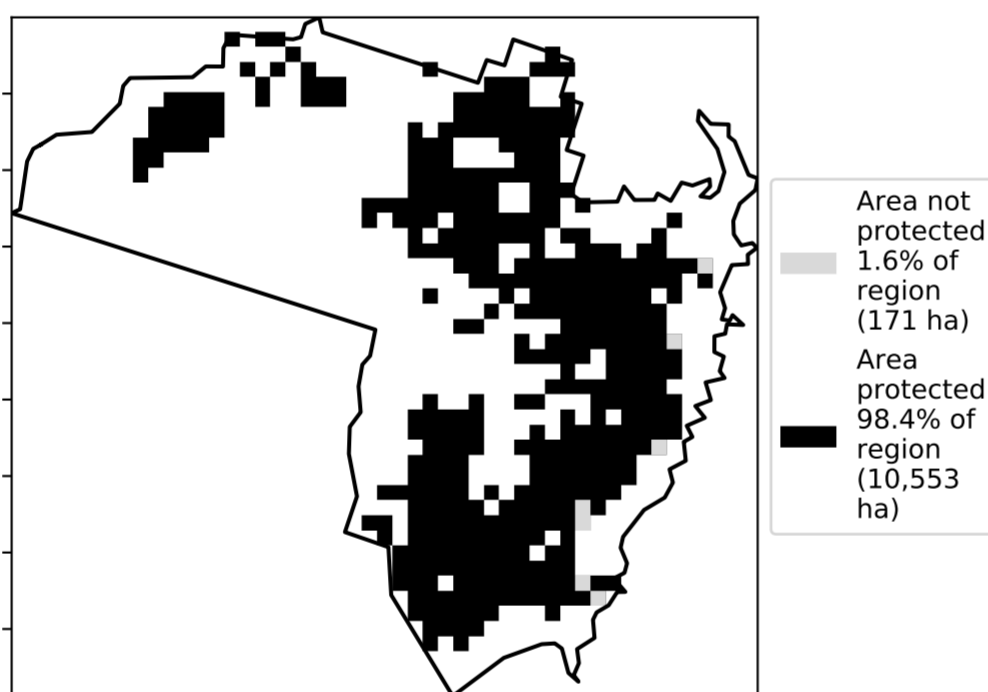 Area not
protected
1.6% of
region
(171 ha)
Area
protected
98.4% of
region
(10,553
ha)